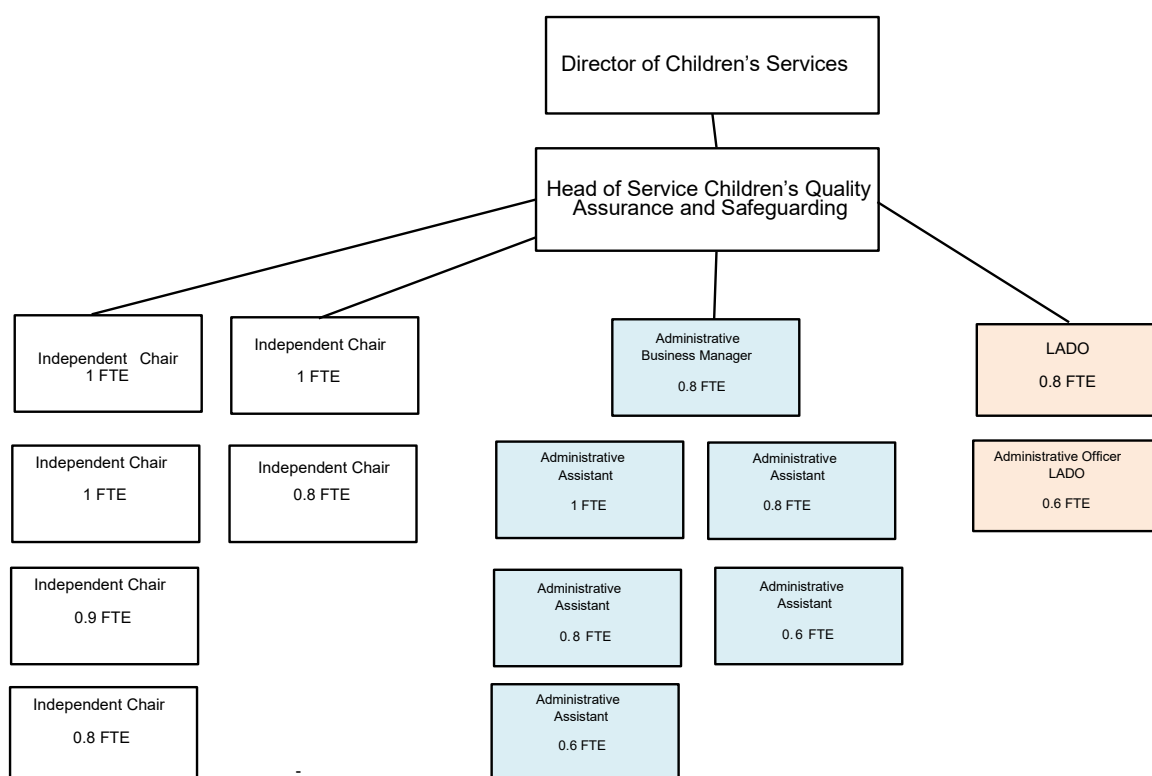 Director of Children’s Services
Head of Service Children’s Quality
Assurance and Safeguarding
Independent Chair
1 FTE
Independent Chair
1 FTE
Administrative
Business Manager
0.8 FTE
LADO
0.8 FTE
Independent Chair
1 FTE
Independent Chair
0.8 FTE
Administrative
Assistant
1 FTE
Administrative
Assistant
0.8 FTE
Administrative Officer
LADO
0.6 FTE
Independent Chair
0.9 FTE
Administrative
Assistant
0.8 FTE
Administrative
Assistant
0.6 FTE
Independent Chair
0.8 FTE
Administrative
Assistant
0.6 FTE
-